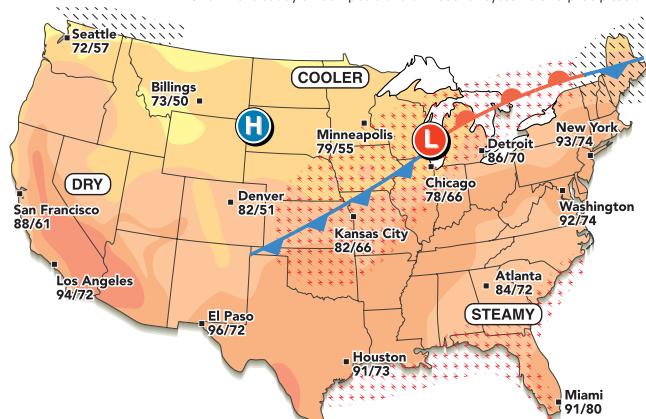 Seattle
72/57
Billings
73/50
COOLER
H
Minneapolis
79/55
L
Detroit
86/70
New York
93/74
DRY
Denver
82/51
Chicago
78/66
San Francisco
88/61
Kansas City
82/66
Washington
92/74
Los Angeles
94/72
Atlanta
84/72
El Paso
96/72
STEAMY
Houston
91/73
Miami
91/80